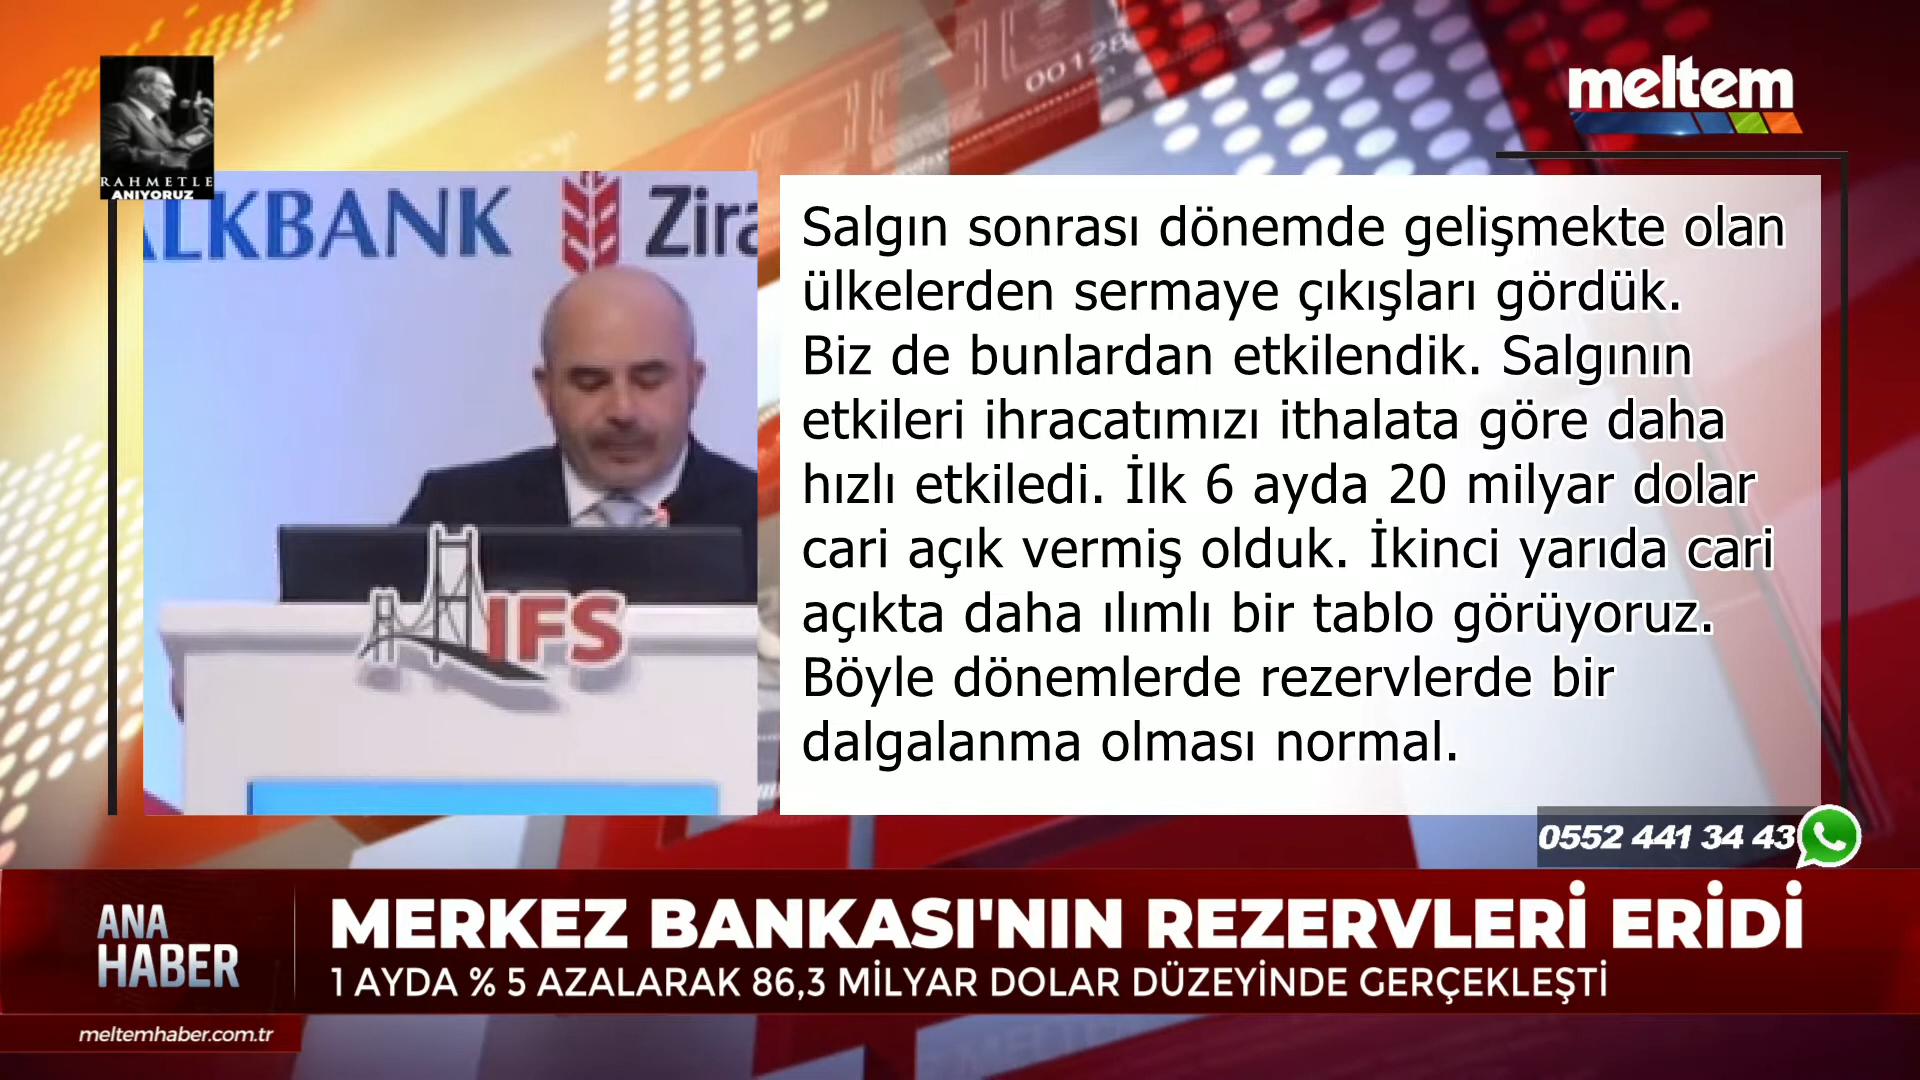 RAHMETLE
ANIYORUZ
00128
meltem
ALKBANK
Zira
IFS
Salgın sonrası dönemde gelişmekte olan
ülkelerden sermaye çıkışları gördük.
Biz de bunlardan etkilendik. Salgının
etkileri ihracatımızı ithalata göre daha
hızlı etkiledi. İlk 6 ayda 20 milyar dolar
cari açık vermiş olduk. İkinci yarıda cari
açıkta daha ılımlı bir tablo görüyoruz.
Böyle dönemlerde rezervlerde bir
dalgalanma olması normal.
0552 441 34 43
ANA
HABER
MERKEZ BANKASI'NIN REZERVLERİ ERİDİ
1 AYDA % 5 AZALARAK 86,3 MİLYAR DOLAR DÜZEYİNDE GERÇEKLEŞTİ
meltemhaber.com.tr